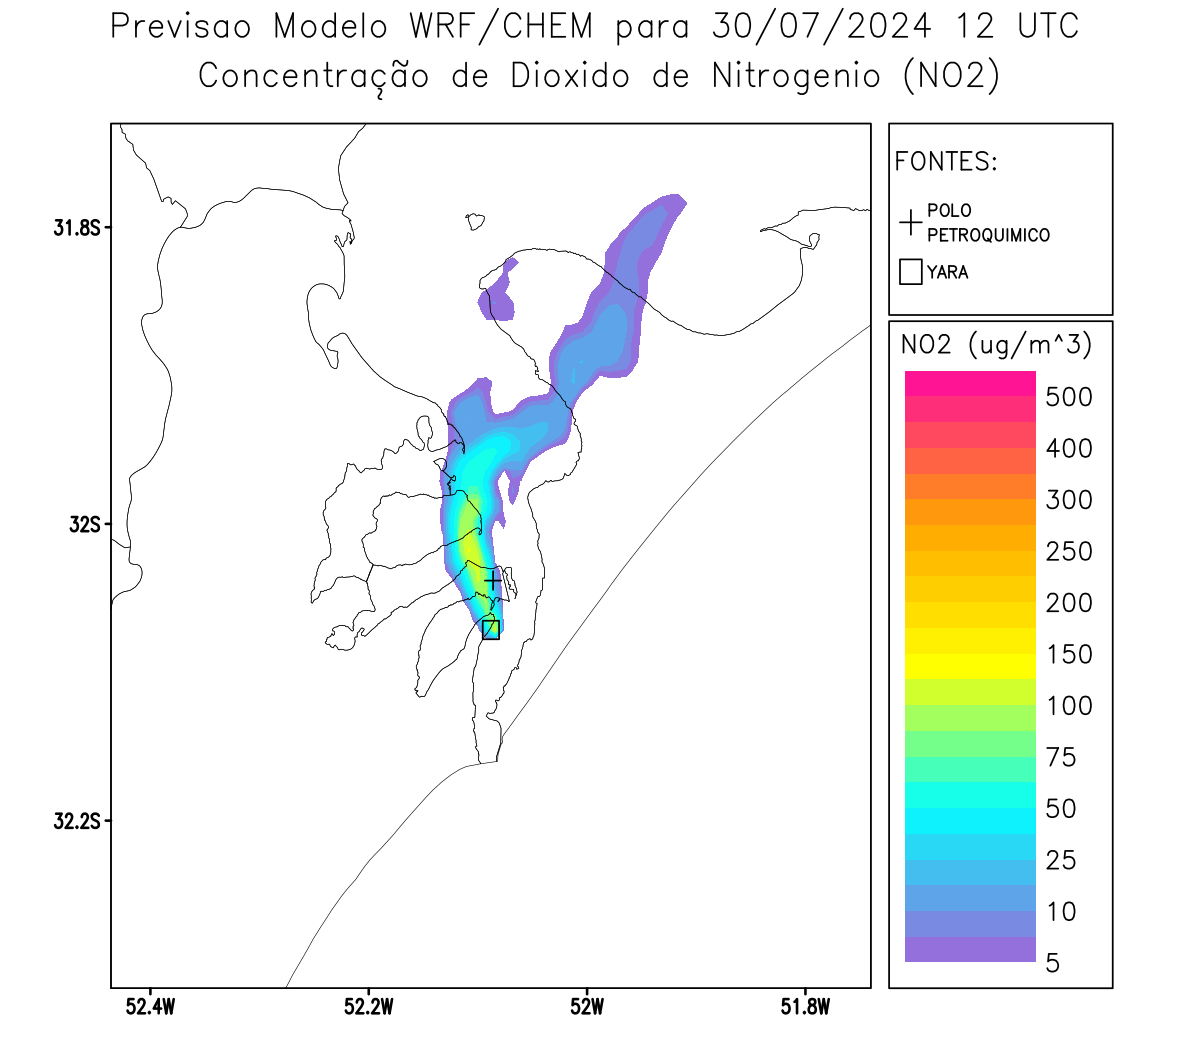 Previsao Modelo WRF/CHEM para 30/07/2024 12 UTC
Concentração de Dioxido de Nitrogenio (NO2)
FONTES:
POLO
PETROQUIMICO
YARA
NO2 (ug/m^3)
500
400
300
250
200
150
100
75
50
25
10
5
31.8S
32S
32.2S
52.4W
52.2W
52W
51.8W